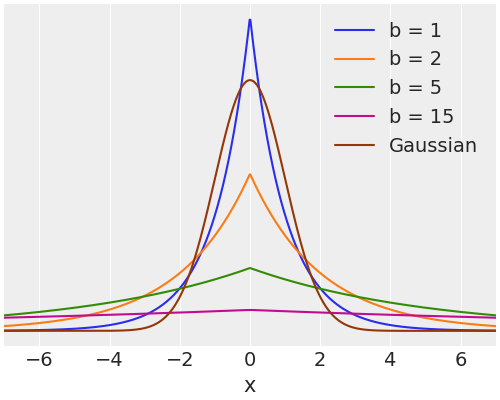 b = 1
b = 2
b = 5
b = 15
Gaussian
−6 −4 −2 0 2 4 6
x